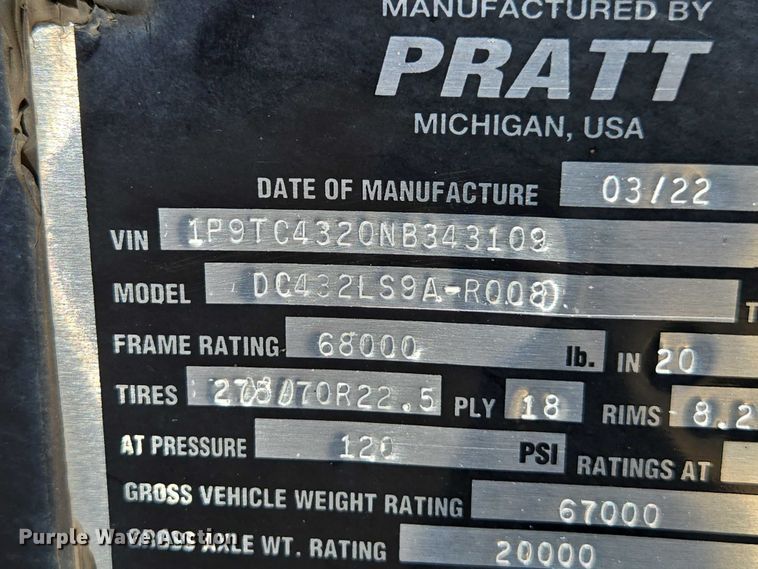 MANUFACTURED BY
PRATT
MICHIGAN, USA
DATE OF MANUFACTURE 03/22
VIN 1P9TC4320NB343109
MODEL DC432LS9A-R008
FRAME RATING 68000 lb. IN 20
TIRES 275/70R22.5 PLY 18 RIMS 8.2
AT PRESSURE 120 PSI RATINGS AT
GROSS VEHICLE WEIGHT RATING 67000
GROSS AXLE WT. RATING 20000
Purple Wave Auction